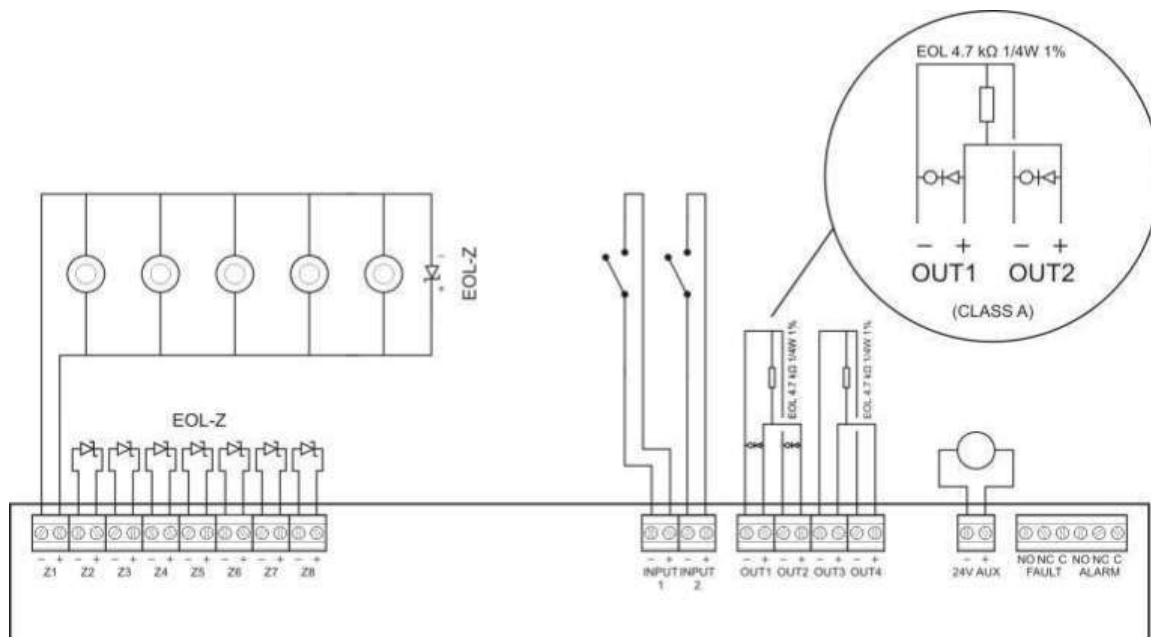 EOL 4.7 kΩ 1/4W 1%
− + − +
OUT1 OUT2
(CLASS A)
−
+
EOL-Z
EOL-Z
EOL 4.7 kΩ 1/4W 1%
EOL 4.7 kΩ 1/4W 1%
− + − + − + − + − + − + − + − +
Z1 Z2 Z3 Z4 Z5 Z6 Z7 Z8
− + − +
INPUT INPUT
1 2
− + − + − + − +
OUT1 OUT2 OUT3 OUT4
− +
24V AUX
NO NC C NO NC C
FAULT ALARM